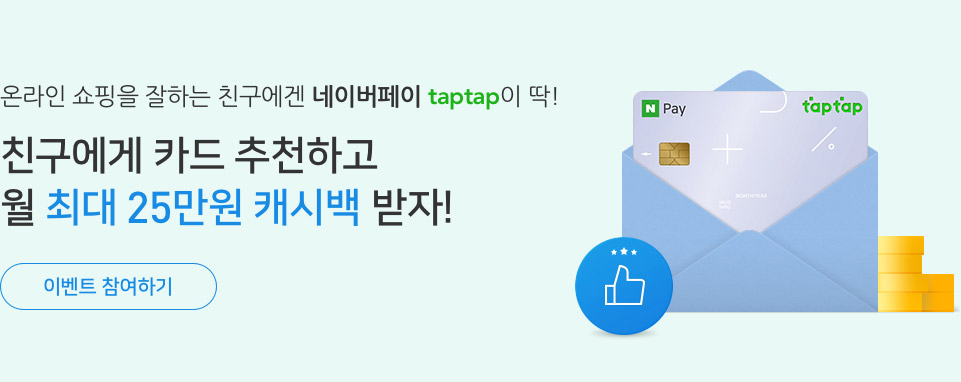 온라인 쇼핑을 잘하는 친구에겐 네이버페이 taptap이 딱!
친구에게 카드 추천하고
월 최대 25만원 캐시백 받자!
이벤트 참여하기
N Pay
taptap
MONTH/YEAR